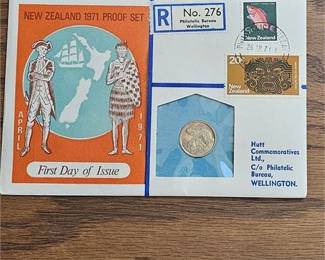 NEW ZEALAND 1971 PROOF SET
APRIL
1971
First Day of Issue
R
No. 276
Philatelic Bureau
Wellington
New Zealand
20c
New Zealand
Hutt
Commemoratives
Ltd.,
C/o Philatelic
Bureau,
WELLINGTON.